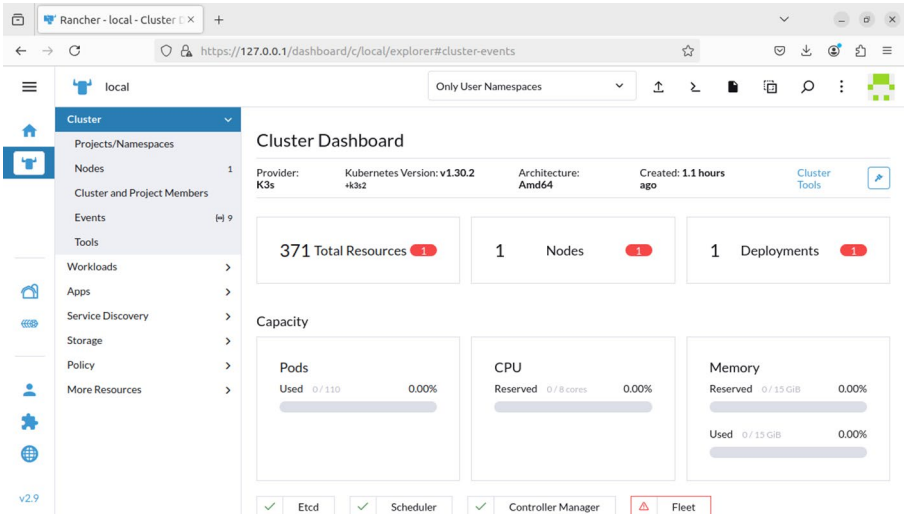 Rancher - local - Cluster D
https://127.0.0.1/dashboard/c/local/explorer#cluster-events
local
Only User Namespaces
Cluster
Projects/Namespaces
Nodes 1
Cluster and Project Members
Events 9
Tools
Workloads
Apps
Service Discovery
Storage
Policy
More Resources
v2.9
Cluster Dashboard
Provider: K3s
Kubernetes Version: v1.30.2 +k3s2
Architecture: Amd64
Created: 1.1 hours ago
Cluster Tools
371 Total Resources 1
1 Nodes 1
1 Deployments 1
Capacity
Pods
Used 0 / 110 0.00%
CPU
Reserved 0 / 8 cores 0.00%
Memory
Reserved 0 / 15 GiB 0.00%
Used 0 / 15 GiB 0.00%
Etcd
Scheduler
Controller Manager
Fleet